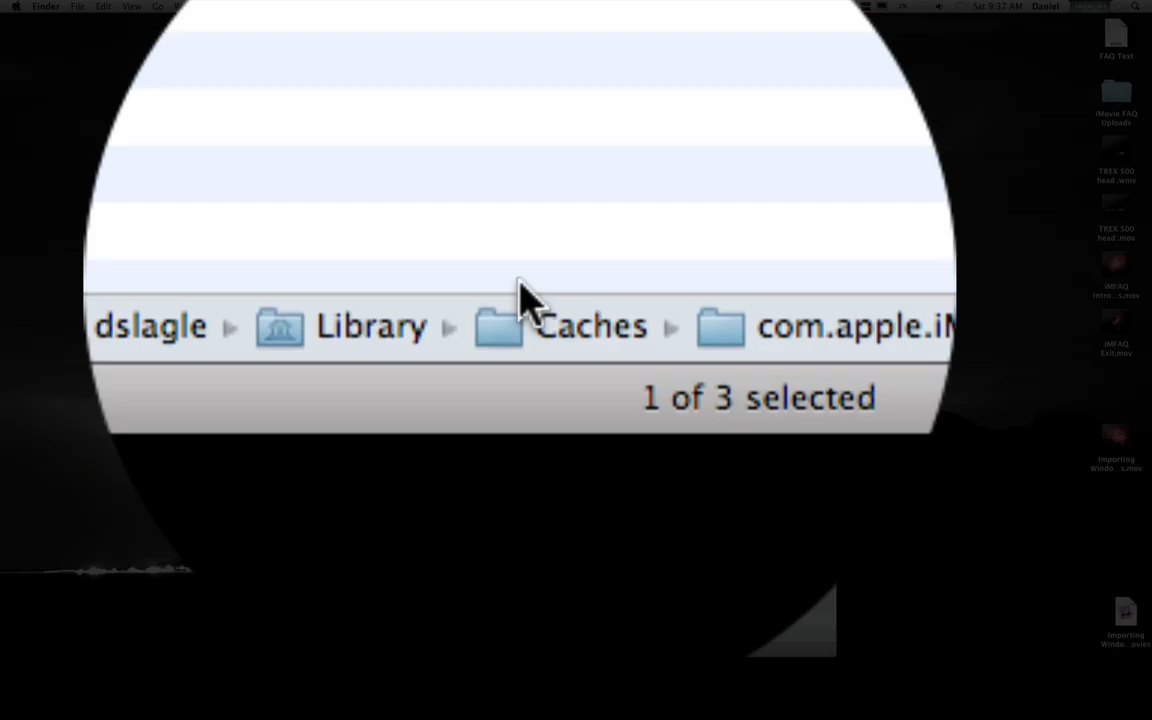 Finder File Edit View Go
Sat 9:37 AM Daniel
FAQ Text
iMovie FAQ
Uploads
TREX 500
head .wmv
TREX 500
head .mov
iMFAQ
Intro...s.mov
iMFAQ
Exit.mov
dslagle Library Caches com.apple.iM
1 of 3 selected
Importing
Windo...s.mov
Importing
Windo...ovies